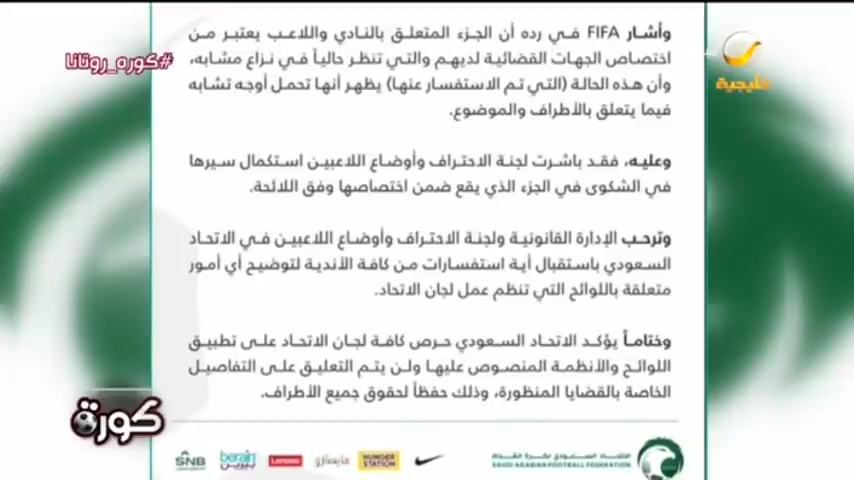 #كوره_روتانا
خليجية
وأشار FIFA في رده أن الجزء المتعلق بالنادي واللاعب يعتبر من
اختصاص الجهات القضائية لديهم والتي تنظر حالياً في نزاع مشابه،
وأن هذه الحالة (التي تم الاستفسار عنها) يظهر أنها تحمل أوجه تشابه
فيما يتعلق بالأطراف والموضوع.
وعليه، فقد باشرت لجنة الاحتراف وأوضاع اللاعبين استكمال سيرها
في الشكوى في الجزء الذي يقع ضمن اختصاصها وفق اللائحة.
وترحب الإدارة القانونية ولجنة الاحتراف وأوضاع اللاعبين في الاتحاد
السعودي باستقبال أية استفسارات من كافة الأندية لتوضيح أي أمور
متعلقة باللوائح التي تنظم عمل لجان الاتحاد.
وختاماً يؤكد الاتحاد السعودي حرص كافة لجان الاتحاد على تطبيق
اللوائح والأنظمة المنصوص عليها ولن يتم التعليق على التفاصيل
الخاصة بالقضايا المنظورة، وذلك حفظاً لحقوق جميع الأطراف.
كورة
SNB
berain بيرين
Lenovo
HUNGER STATION
الاتحاد السعودي لكرة القدم
SAUDI ARABIAN FOOTBALL FEDERATION